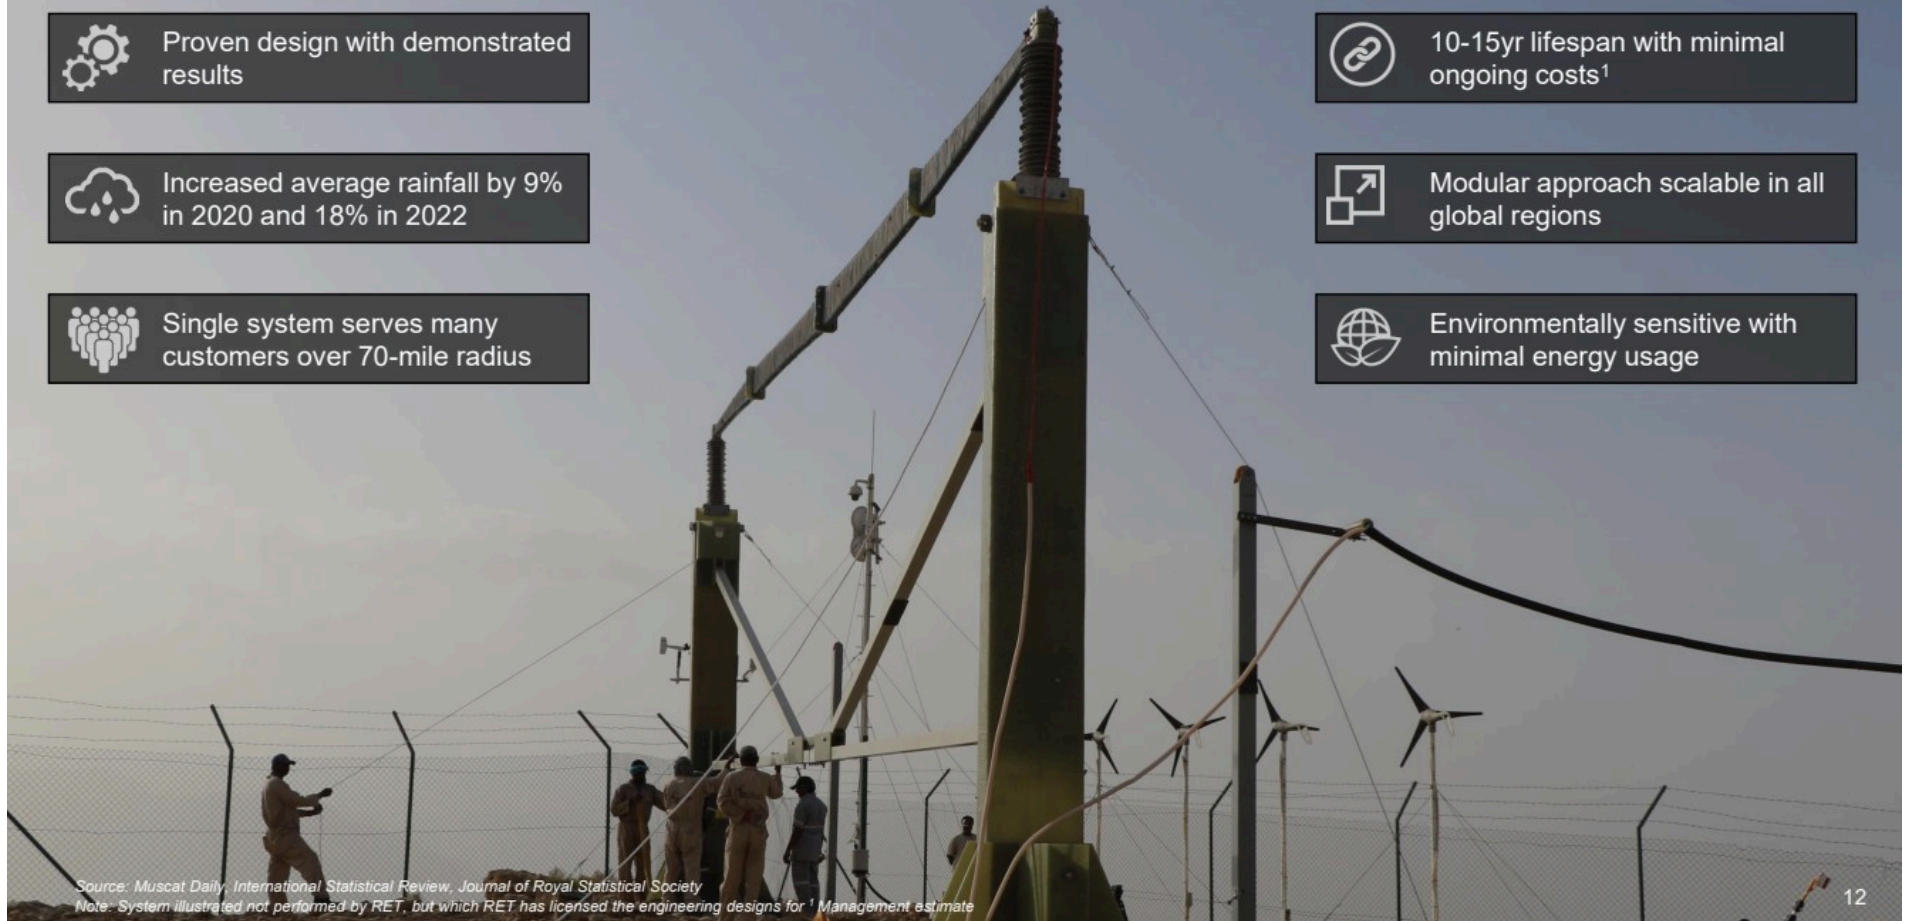 Proven design with demonstrated
results
Increased average rainfall by 9%
in 2020 and 18% in 2022
Single system serves many
customers over 70-mile radius
10-15yr lifespan with minimal
ongoing costs¹
Modular approach scalable in all
global regions
Environmentally sensitive with
minimal energy usage
Source: Muscat Daily, International Statistical Review, Journal of Royal Statistical Society
Note: System illustrated not performed by RET, but which RET has licensed the engineering designs for ¹ Management estimate
12